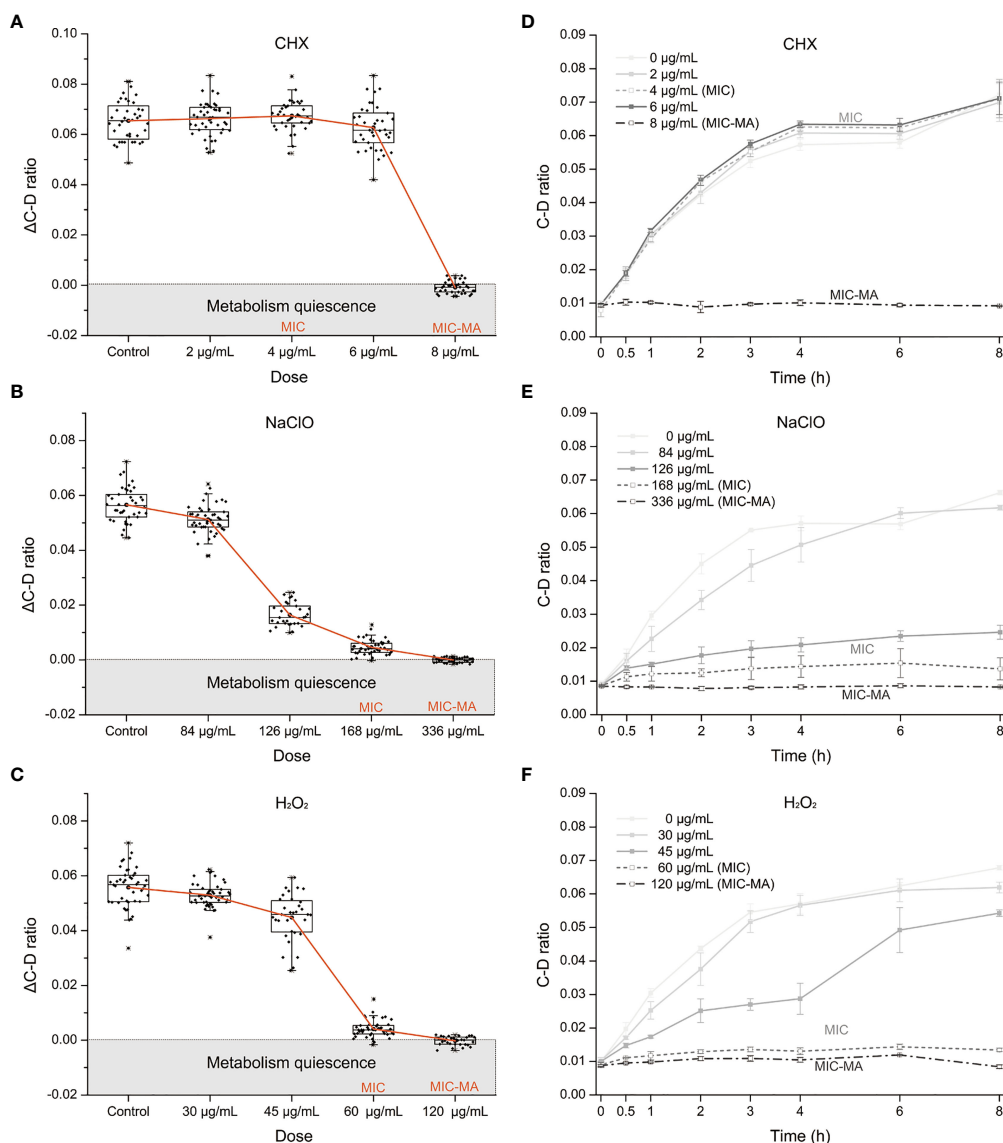 A
CHX
0.10
0.08
0.06
0.04
0.02
0.00
-0.02
ΔC-D ratio
Metabolism quiescence
MIC
MIC-MA
Control
2 µg/mL
4 µg/mL
6 µg/mL
8 µg/mL
Dose
B
NaClO
0.08
0.06
0.04
0.02
0.00
-0.02
ΔC-D ratio
Metabolism quiescence
MIC
MIC-MA
Control
84 µg/mL
126 µg/mL
168 µg/mL
336 µg/mL
Dose
C
H₂O₂
0.08
0.06
0.04
0.02
0.00
-0.02
ΔC-D ratio
Metabolism quiescence
MIC
MIC-MA
Control
30 µg/mL
45 µg/mL
60 µg/mL
120 µg/mL
Dose
D
CHX
0.09
0.08
0.07
0.06
0.05
0.04
0.03
0.02
0.01
0.00
C-D ratio
0 µg/mL
2 µg/mL
4 µg/mL (MIC)
6 µg/mL
8 µg/mL (MIC-MA)
MIC
MIC-MA
0 0.5 1 2 3 4 6 8
Time (h)
E
NaClO
0.09
0.08
0.07
0.06
0.05
0.04
0.03
0.02
0.01
0.00
C-D ratio
0 µg/mL
84 µg/mL
126 µg/mL
168 µg/mL (MIC)
336 µg/mL (MIC-MA)
MIC
MIC-MA
0 0.5 1 2 3 4 6 8
Time (h)
F
H₂O₂
0.09
0.08
0.07
0.06
0.05
0.04
0.03
0.02
0.01
0.00
C-D ratio
0 µg/mL
30 µg/mL
45 µg/mL
60 µg/mL (MIC)
120 µg/mL (MIC-MA)
MIC
MIC-MA
0 0.5 1 2 3 4 6 8
Time (h)